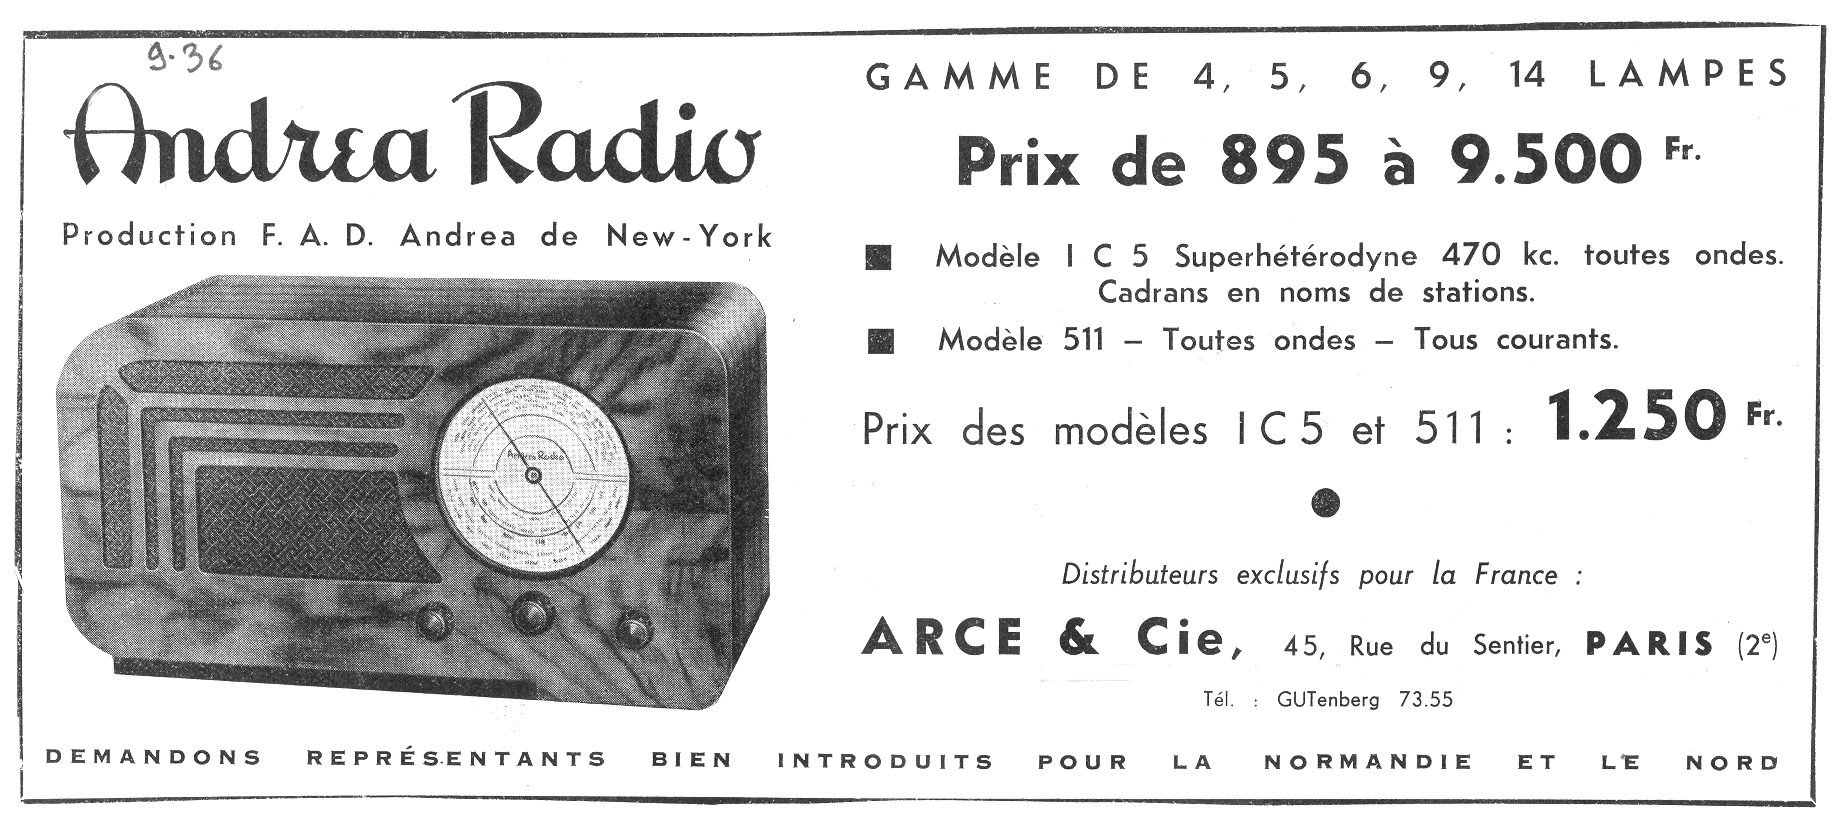 9-36
Andrea Radio
Production F. A. D. Andrea de New-York
Andrea Radio
GAMME DE 4, 5, 6, 9, 14 LAMPES
Prix de 895 à 9.500 Fr.
■ Modèle I C 5 Superhétérodyne 470 kc. toutes ondes.
Cadrans en noms de stations.
■ Modèle 511 – Toutes ondes – Tous courants.
Prix des modèles IC5 et 511 : 1.250 Fr.
Distributeurs exclusifs pour la France :
ARCE & Cie, 45, Rue du Sentier, PARIS (2e)
Tél. : GUTenberg 73.55
DEMANDONS REPRÉSENTANTS BIEN INTRODUITS POUR LA NORMANDIE ET LE NORD